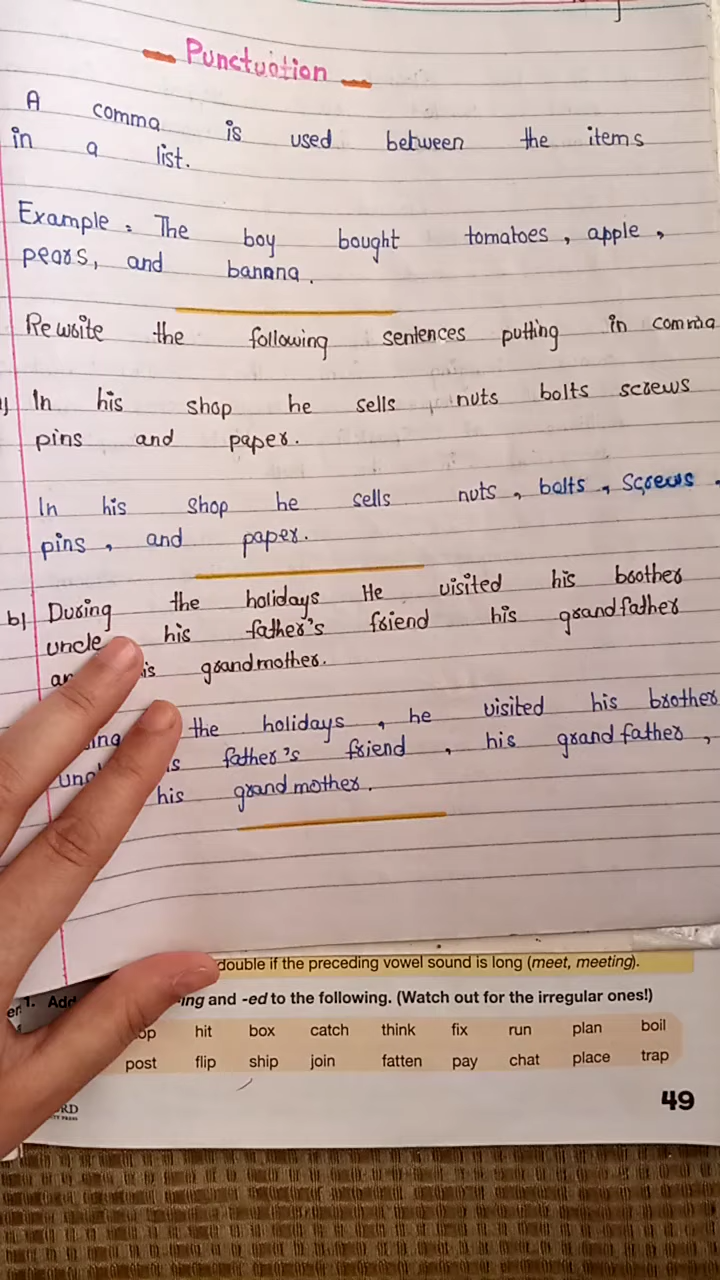 Punctuation
A comma is used between the items
in a list.
Example : The boy bought tomatoes , apple ,
pears, and banana .
Rewrite the following sentences putting in comma
In his shop he sells nuts bolts screws
pins and paper.
In his shop he sells nuts , bolts , screws ,
pins , and paper.
b) During the holidays He visited his brother
uncle his father's friend his grandfather
grandmother.
the holidays , he visited his brother
father's friend , his grandfather ,
his grandmother.
double if the preceding vowel sound is long (meet, meeting).
1. Add -ing and -ed to the following. (Watch out for the irregular ones!)
hit box catch think fix run plan boil
post flip ship join fatten pay chat place trap
49